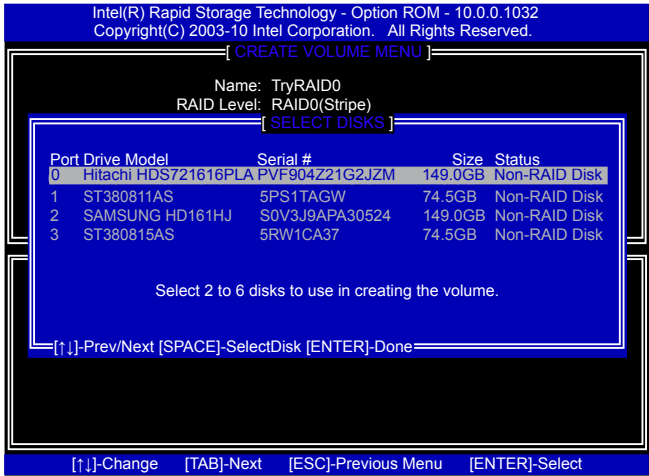 Intel(R) Rapid Storage Technology - Option ROM - 10.0.0.1032
Copyright(C) 2003-10 Intel Corporation. All Rights Reserved.
[ CREATE VOLUME MENU ]
Name: TryRAID0
RAID Level: RAID0(Stripe)
[ SELECT DISKS ]
Port Drive Model Serial # Size Status
0 Hitachi HDS721616PLA PVF904Z21G2JZM 149.0GB Non-RAID Disk
1 ST380811AS 5PS1TAGW 74.5GB Non-RAID Disk
2 SAMSUNG HD161HJ S0V3J9APA30524 149.0GB Non-RAID Disk
3 ST380815AS 5RW1CA37 74.5GB Non-RAID Disk
Select 2 to 6 disks to use in creating the volume.
[↑↓]-Prev/Next [SPACE]-SelectDisk [ENTER]-Done
[↑↓]-Change [TAB]-Next [ESC]-Previous Menu [ENTER]-Select